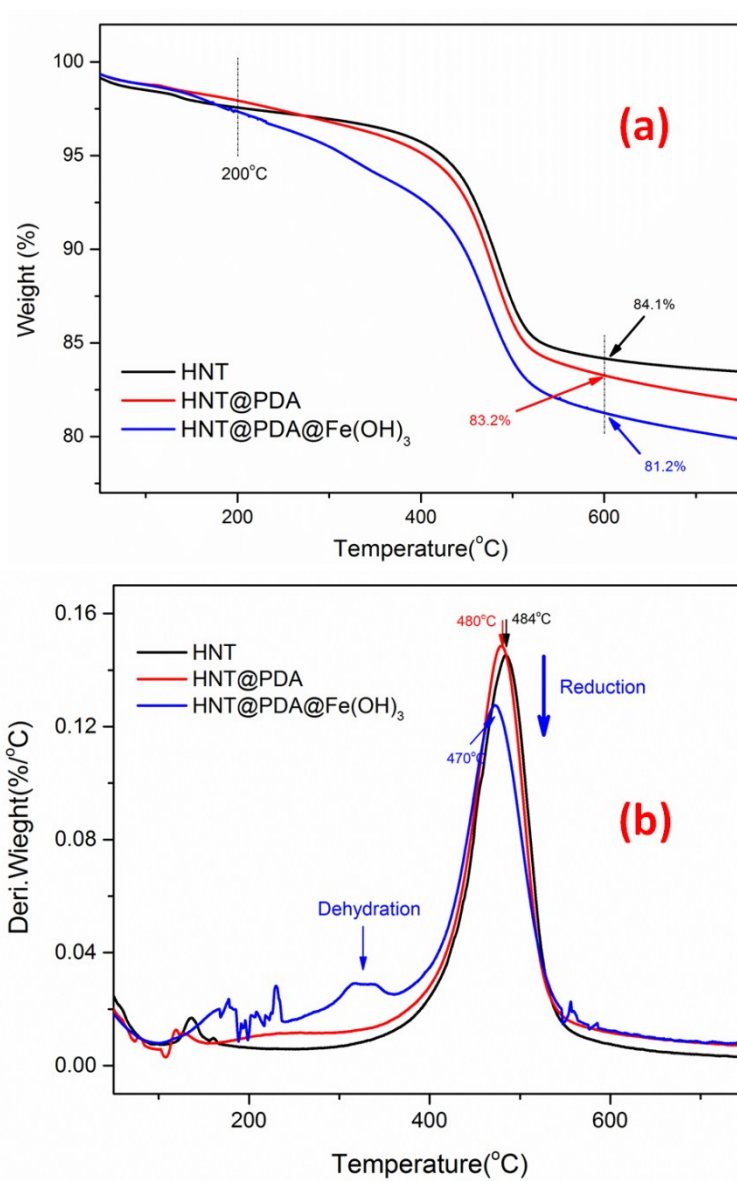 100
95
90
85
80
Weight (%)
(a)
200°C
84.1%
83.2%
81.2%
HNT
HNT@PDA
HNT@PDA@Fe(OH)₃
200
400
600
Temperature(°C)
0.16
0.12
0.08
0.04
0.00
Deri.Wieght(%/°C)
480°C
484°C
HNT
HNT@PDA
HNT@PDA@Fe(OH)₃
Reduction
470°C
(b)
Dehydration
200
400
600
Temperature(°C)